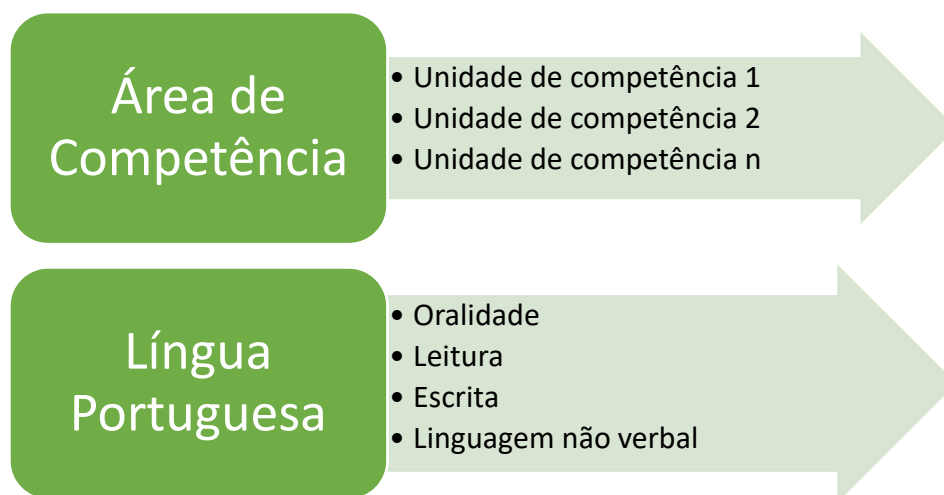 Área de
Competência
• Unidade de competência 1
• Unidade de competência 2
• Unidade de competência n
Língua
Portuguesa
• Oralidade
• Leitura
• Escrita
• Linguagem não verbal